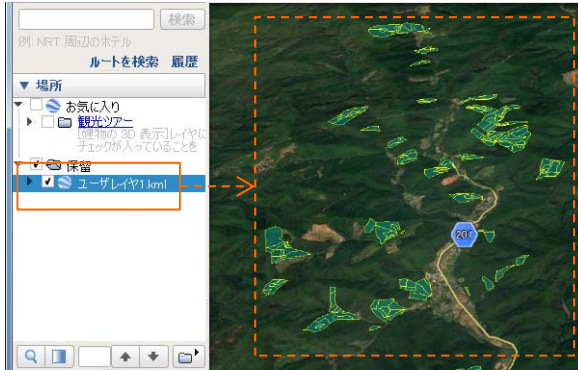 検索
例: NRT 周辺のホテル
ルートを検索 履歴
▼ 場所
お気に入り
観光ツアー
[建物の 3D 表示]レイヤに
チェックが入っていることを
保留
ユーザレイヤ1.kml
201